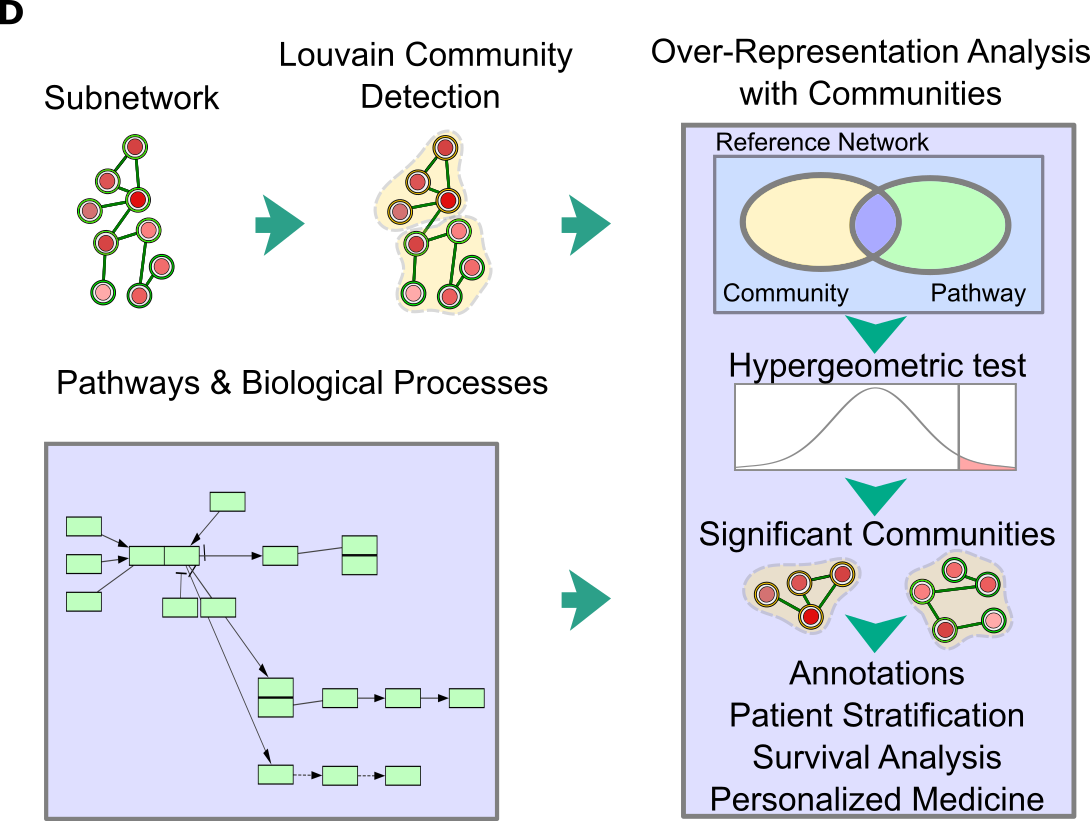 D
Subnetwork
Louvain Community
Detection
Over-Representation Analysis
with Communities
Reference Network
Community
Pathway
Hypergeometric test
Significant Communities
Annotations
Patient Stratification
Survival Analysis
Personalized Medicine
Pathways & Biological Processes